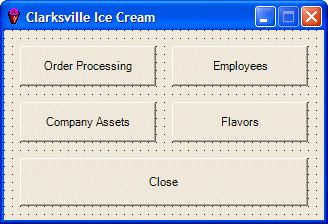 Clarksville Ice Cream
Order Processing Employees
Company Assets Flavors
Close